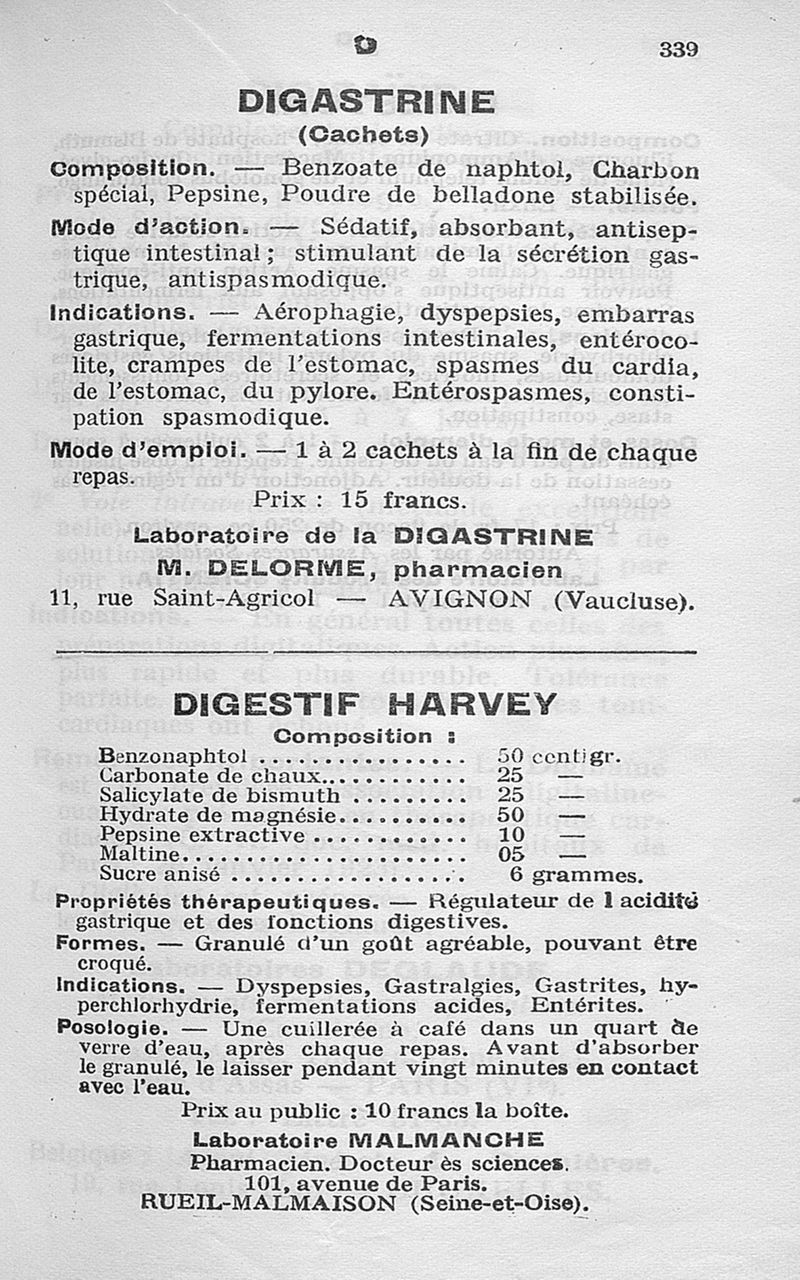 339
DIGASTRINE
(Cachets)
Composition. — Benzoate de naphtol, Charbon
spécial, Pepsine, Poudre de belladone stabilisée.
Mode d'action. — Sédatif, absorbant, antisep-
tique intestinal; stimulant de la sécrétion gas-
trique, antispasmodique.
Indications. — Aérophagie, dyspepsies, embarras
gastrique, fermentations intestinales, entéroco-
lite, crampes de l'estomac, spasmes du cardia,
de l'estomac, du pylore. Entérospasmes, consti-
pation spasmodique.
Mode d'emploi. — 1 à 2 cachets à la fin de chaque
repas.
Prix : 15 francs.
Laboratoire de la DIGASTRINE
M. DELORME, pharmacien
11, rue Saint-Agricol — AVIGNON (Vaucluse).
DIGESTIF HARVEY
Composition :
Benzonaphtol ................ 50 centigr.
Carbonate de chaux............ 25 —
Salicylate de bismuth ......... 25 —
Hydrate de magnésie.......... 50 —
Pepsine extractive ............ 10 —
Maltine...................... 05 —
Sucre anisé .................. 6 grammes.
Propriétés thérapeutiques. — Régulateur de l acidité
gastrique et des fonctions digestives.
Formes. — Granulé d'un goût agréable, pouvant être
croqué.
Indications. — Dyspepsies, Gastralgies, Gastrites, hy-
perchlorhydrie, fermentations acides, Entérites.
Posologie. — Une cuillerée à café dans un quart de
verre d'eau, après chaque repas. Avant d'absorber
le granulé, le laisser pendant vingt minutes en contact
avec l'eau.
Prix au public : 10 francs la boîte.
Laboratoire MALMANCHE
Pharmacien. Docteur ès sciences.
101, avenue de Paris.
RUEIL-MALMAISON (Seine-et-Oise).